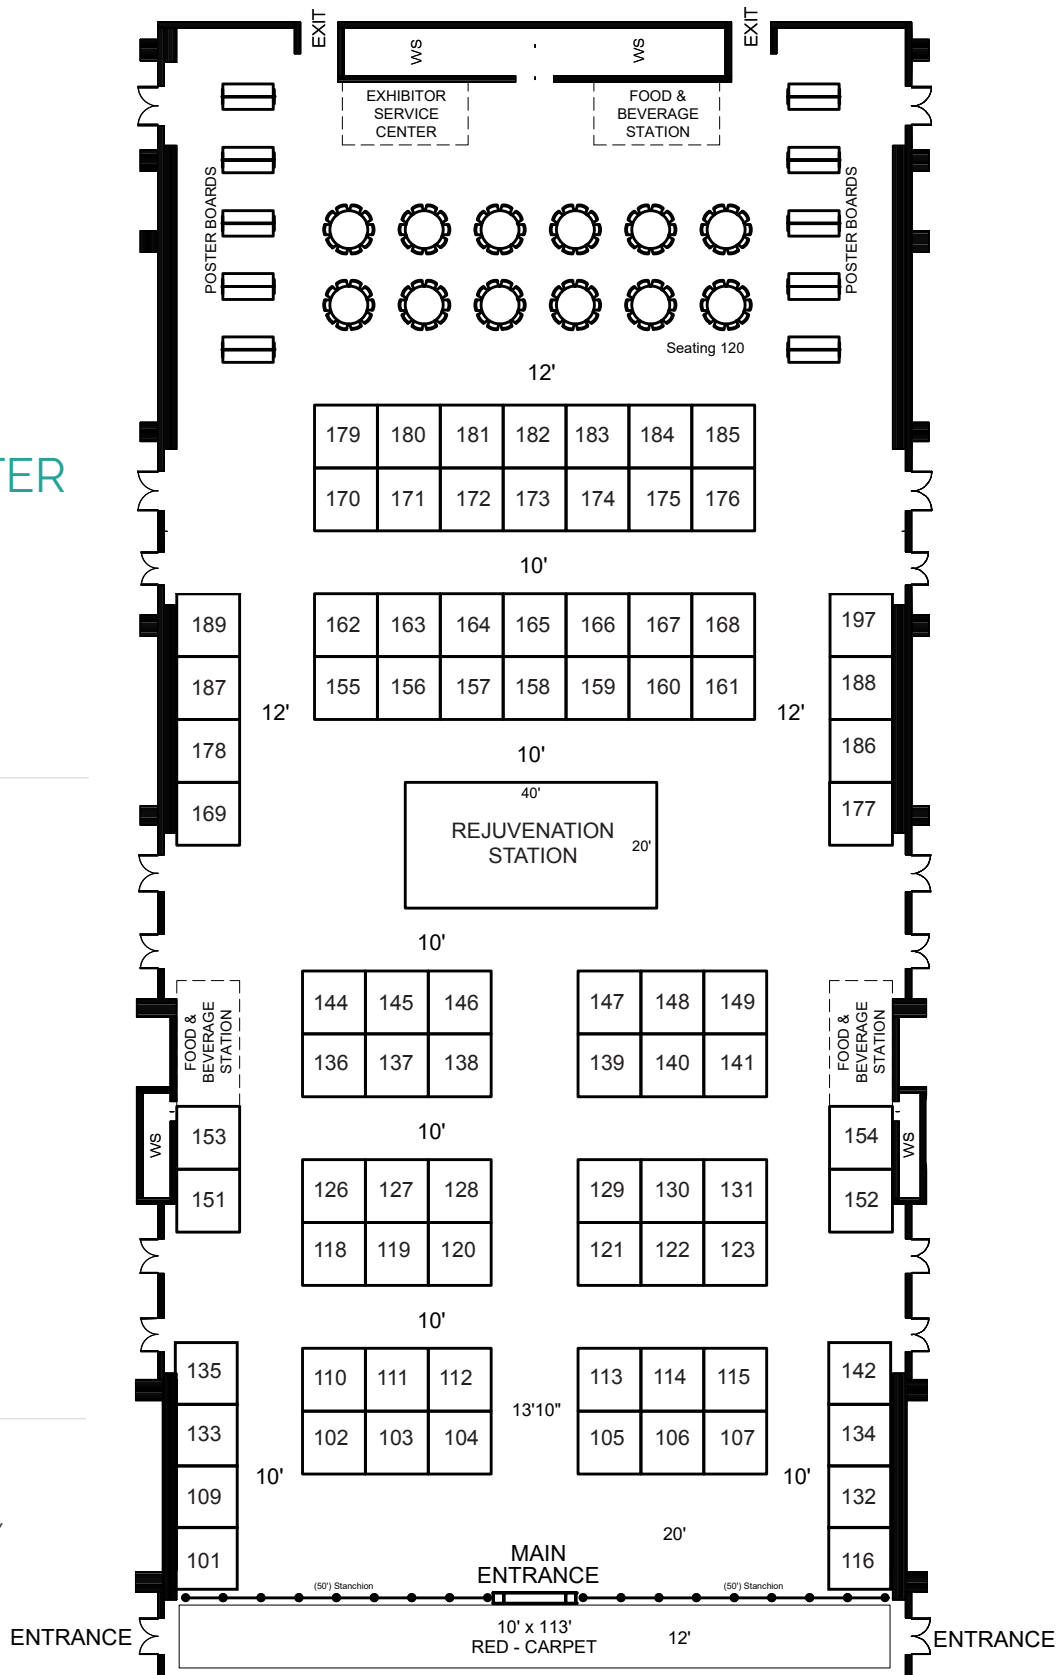 EXIT
WS
WS
EXIT
EXHIBITOR
SERVICE
CENTER
FOOD &
BEVERAGE
STATION
POSTER BOARDS
POSTER BOARDS
Seating 120
12'
TER
179 180 181 182 183 184 185
170 171 172 173 174 175 176
10'
189
187
178
169
12'
162 163 164 165 166 167 168
155 156 157 158 159 160 161
12'
197
188
186
177
10'
40'
REJUVENATION
STATION
20'
10'
FOOD &
BEVERAGE
STATION
144 145 146
136 137 138
147 148 149
139 140 141
FOOD &
BEVERAGE
STATION
WS
153
151
10'
154
152
WS
126 127 128
118 119 120
129 130 131
121 122 123
10'
135
133
109
101
110 111 112
102 103 104
13'10"
113 114 115
105 106 107
142
134
132
116
10'
10'
20'
MAIN
ENTRANCE
(50') Stanchion
(50') Stanchion
10' x 113'
RED - CARPET
12'
ENTRANCE
ENTRANCE